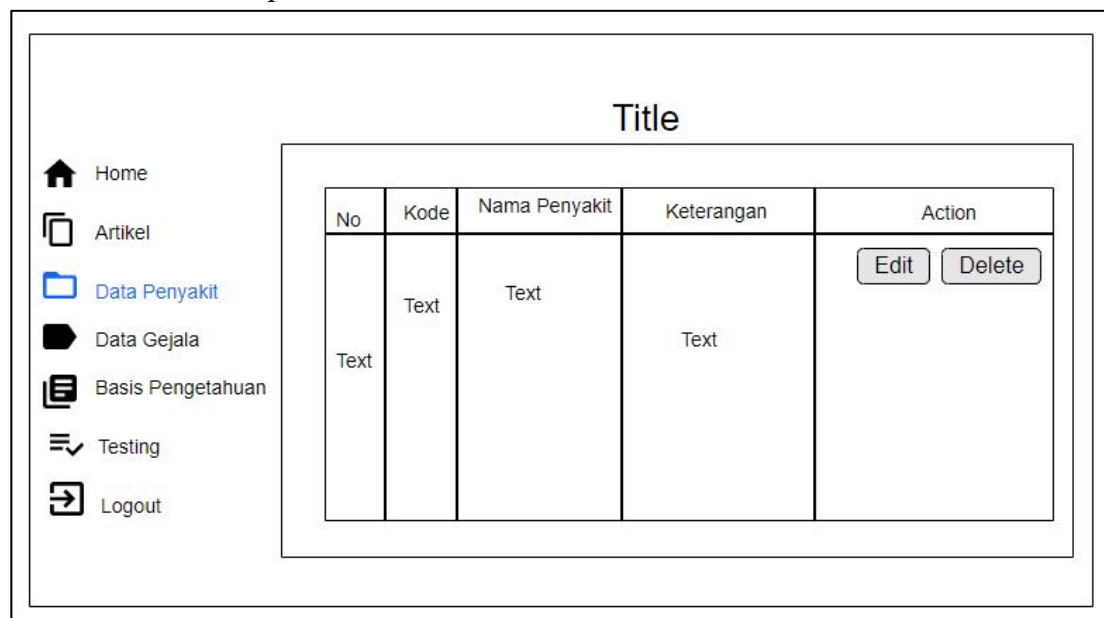 Title
Home
Artikel
Data Penyakit
Data Gejala
Basis Pengetahuan
Testing
Logout
No Kode Nama Penyakit Keterangan Action
Text Text Text Text Edit Delete